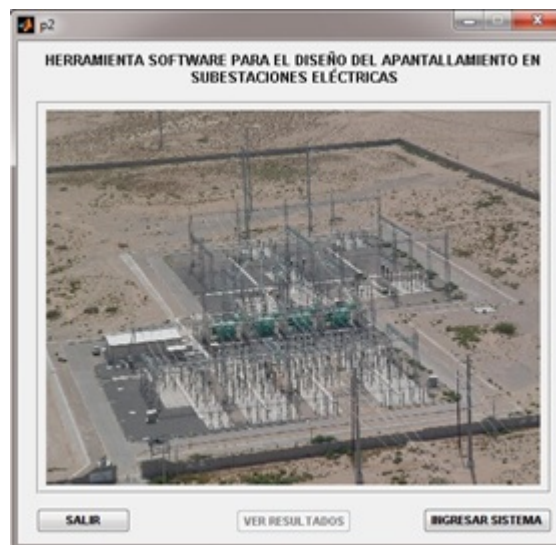 p2
HERRAMIENTA SOFTWARE PARA EL DISEÑO DEL APANTALLAMIENTO EN
SUBESTACIONES ELÉCTRICAS
SALIR
VER RESULTADOS
INGRESAR SISTEMA